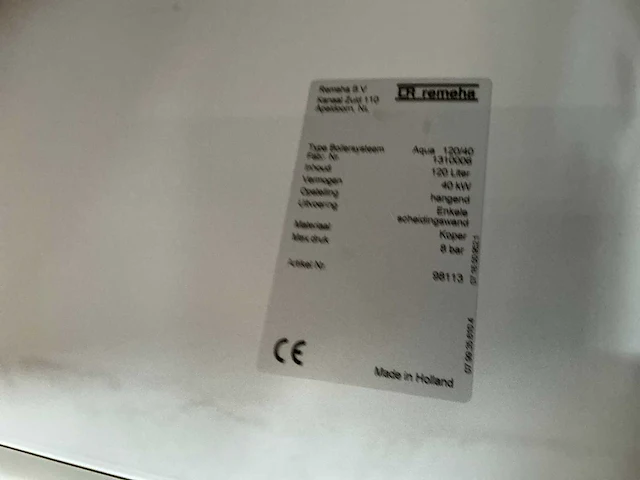 Remeha B.V.
Kanaal Zuid 110
Apeldoorn, NL
remeha
Type Boilersysteem Aqua 120/40
Fabr. Nr. 1310006
Inhoud 120 Liter
Vermogen 40 kW
Opstelling hangend
Uitvoering Enkele
scheidingswand
Materiaal Koper
Max.druk 8 bar
Artikel Nr. 98113
CE
Made in Holland